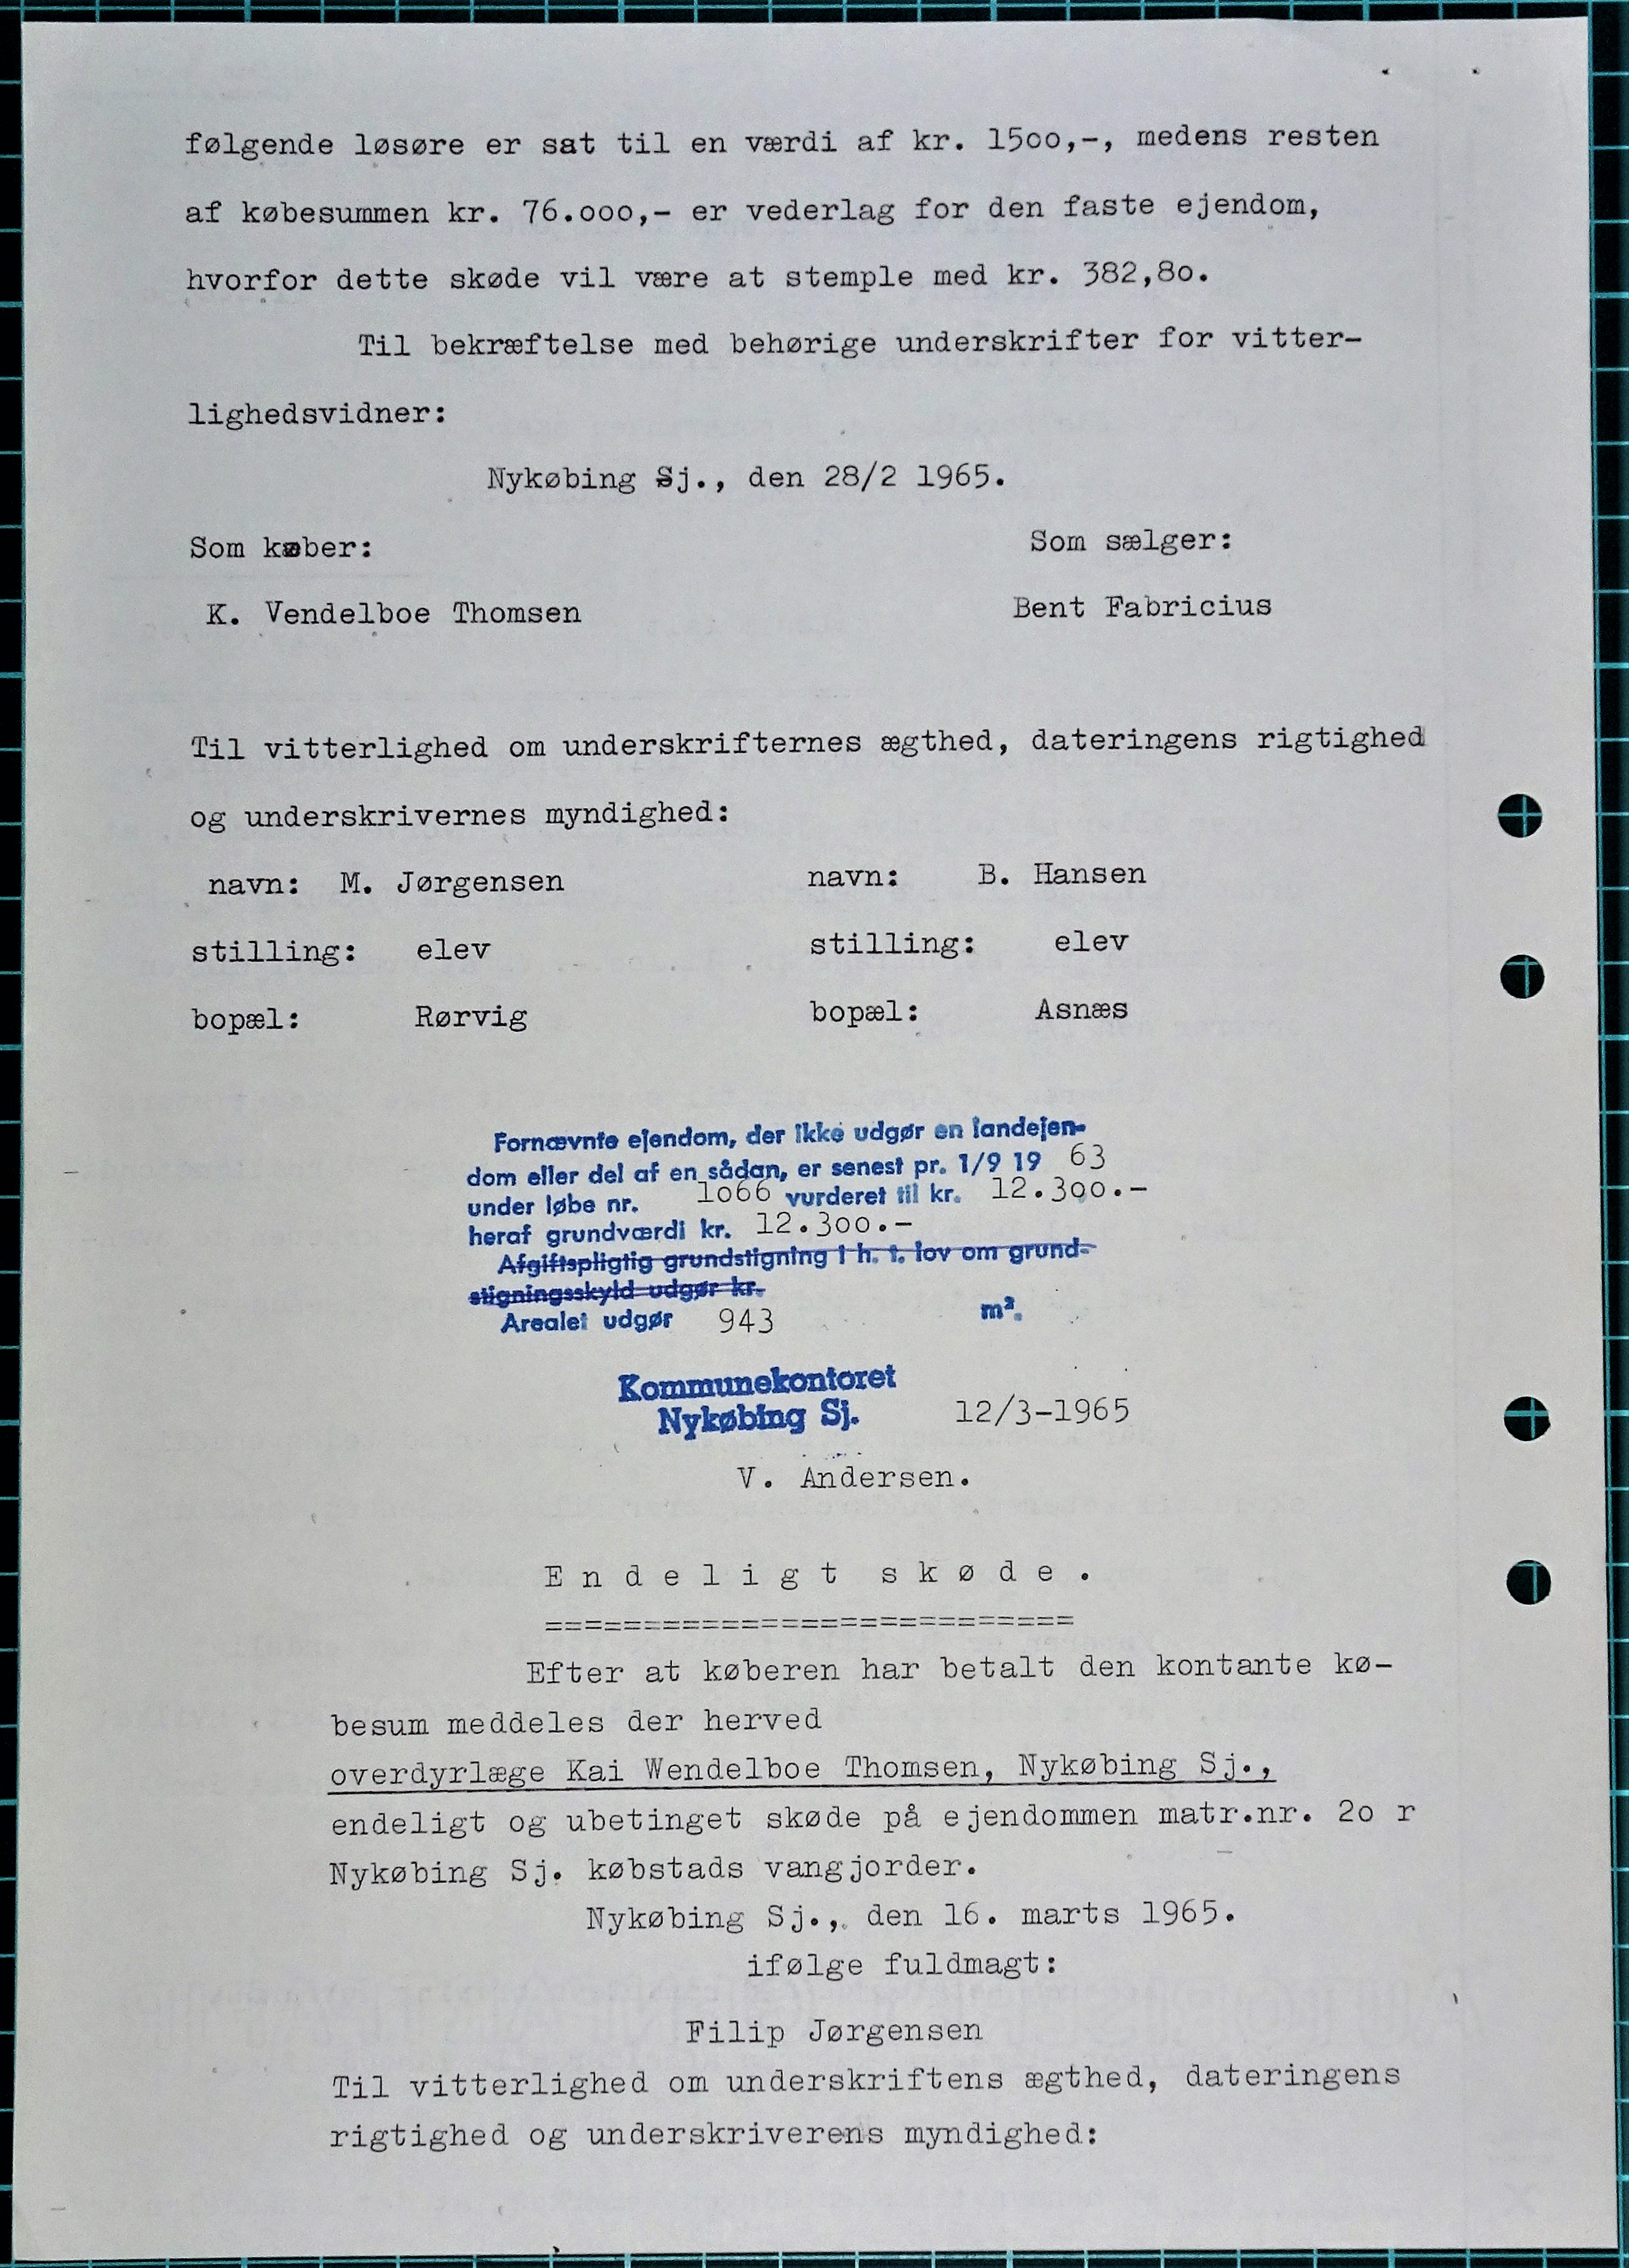 følgende løsøre er sat til en værdi af kr. 15oo,-, medens resten
af købesummen kr. 76.ooo,- er vederlag for den faste ejendom,
hvorfor dette skøde vil være at stemple med kr. 382,8o.
Til bekræftelse med behørige underskrifter for vitter-
lighedsvidner:
Nykøbing Sj., den 28/2 1965.
Som køber: Som sælger:
K. Vendelboe Thomsen Bent Fabricius
Til vitterlighed om underskrifternes ægthed, dateringens rigtighed
og underskrivernes myndighed:
navn: M. Jørgensen navn: B. Hansen
stilling: elev stilling: elev
bopæl: Rørvig bopæl: Asnæs
Fornævnte ejendom, der ikke udgør en landejen-
dom eller del af en sådan, er senest pr. 1/9 19 63
under løbe nr. 1o66 vurderet til kr. 12.3oo.-
heraf grundværdi kr. 12.3oo.-
Afgiftspligtig grundstigning i h. t. lov om grund-
stigningsskyld udgør kr.
Arealet udgør 943 m².
Kommunekontoret
Nykøbing Sj. 12/3-1965
V. Andersen.
E n d e l i g t s k ø d e .
===========================
Efter at køberen har betalt den kontante kø-
besum meddeles der herved
overdyrlæge Kai Wendelboe Thomsen, Nykøbing Sj.,
endeligt og ubetinget skøde på ejendommen matr.nr. 2o r
Nykøbing Sj. købstads vangjorder.
Nykøbing Sj., den 16. marts 1965.
ifølge fuldmagt:
Filip Jørgensen
Til vitterlighed om underskriftens ægthed, dateringens
rigtighed og underskriverens myndighed: